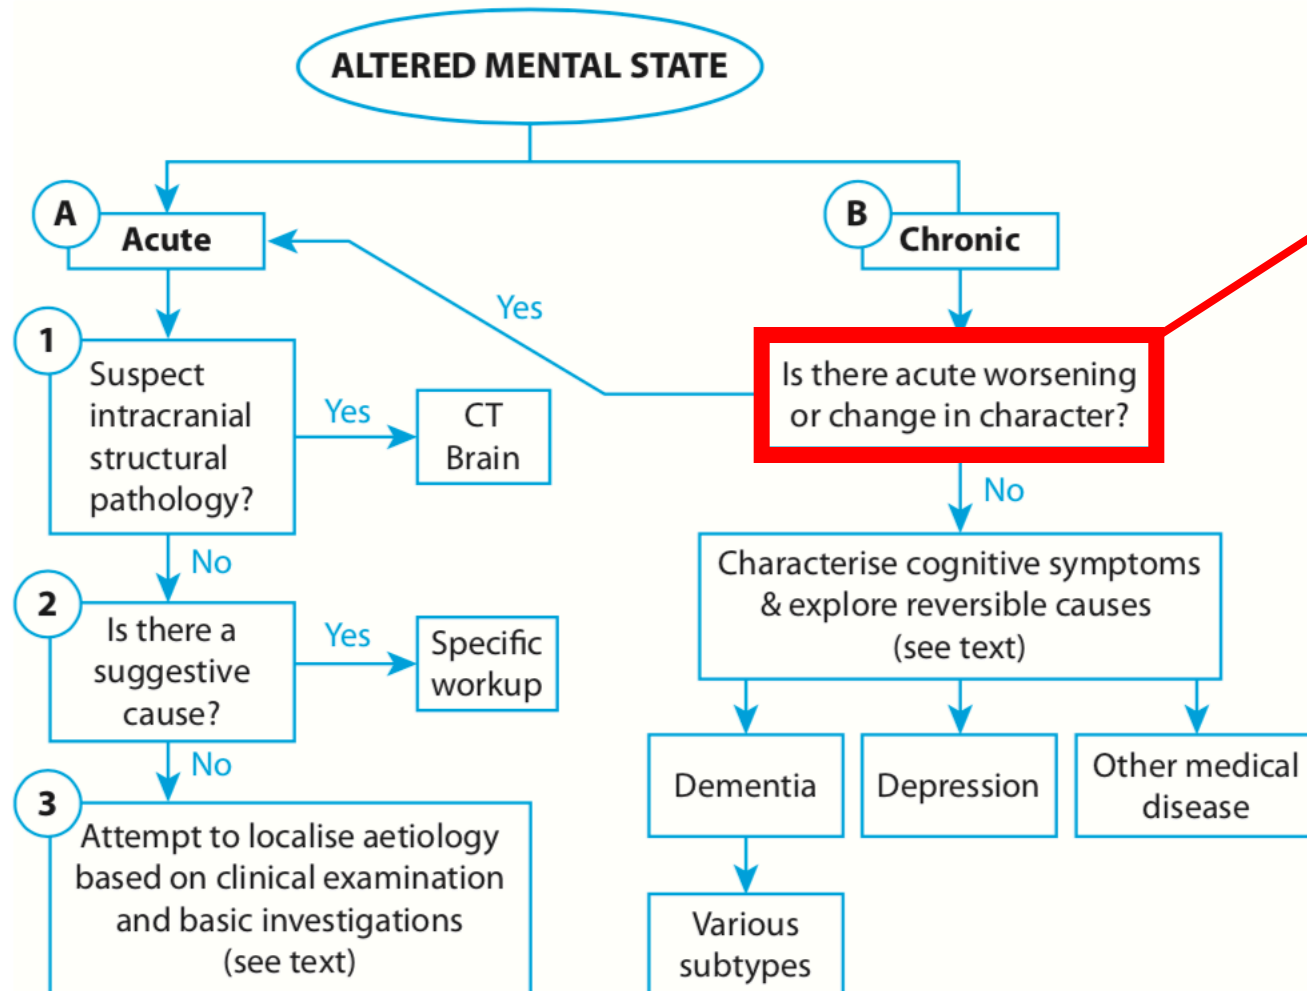 ALTERED MENTAL STATE
A
Acute
B
Chronic
Yes
1
Suspect
intracranial
structural
pathology?
Yes
CT
Brain
Is there acute worsening
or change in character?
No
No
2
Is there a
suggestive
cause?
Yes
Specific
workup
Characterise cognitive symptoms
& explore reversible causes
(see text)
No
3
Attempt to localise aetiology
based on clinical examination
and basic investigations
(see text)
Dementia
Depression
Other medical
disease
Various
subtypes